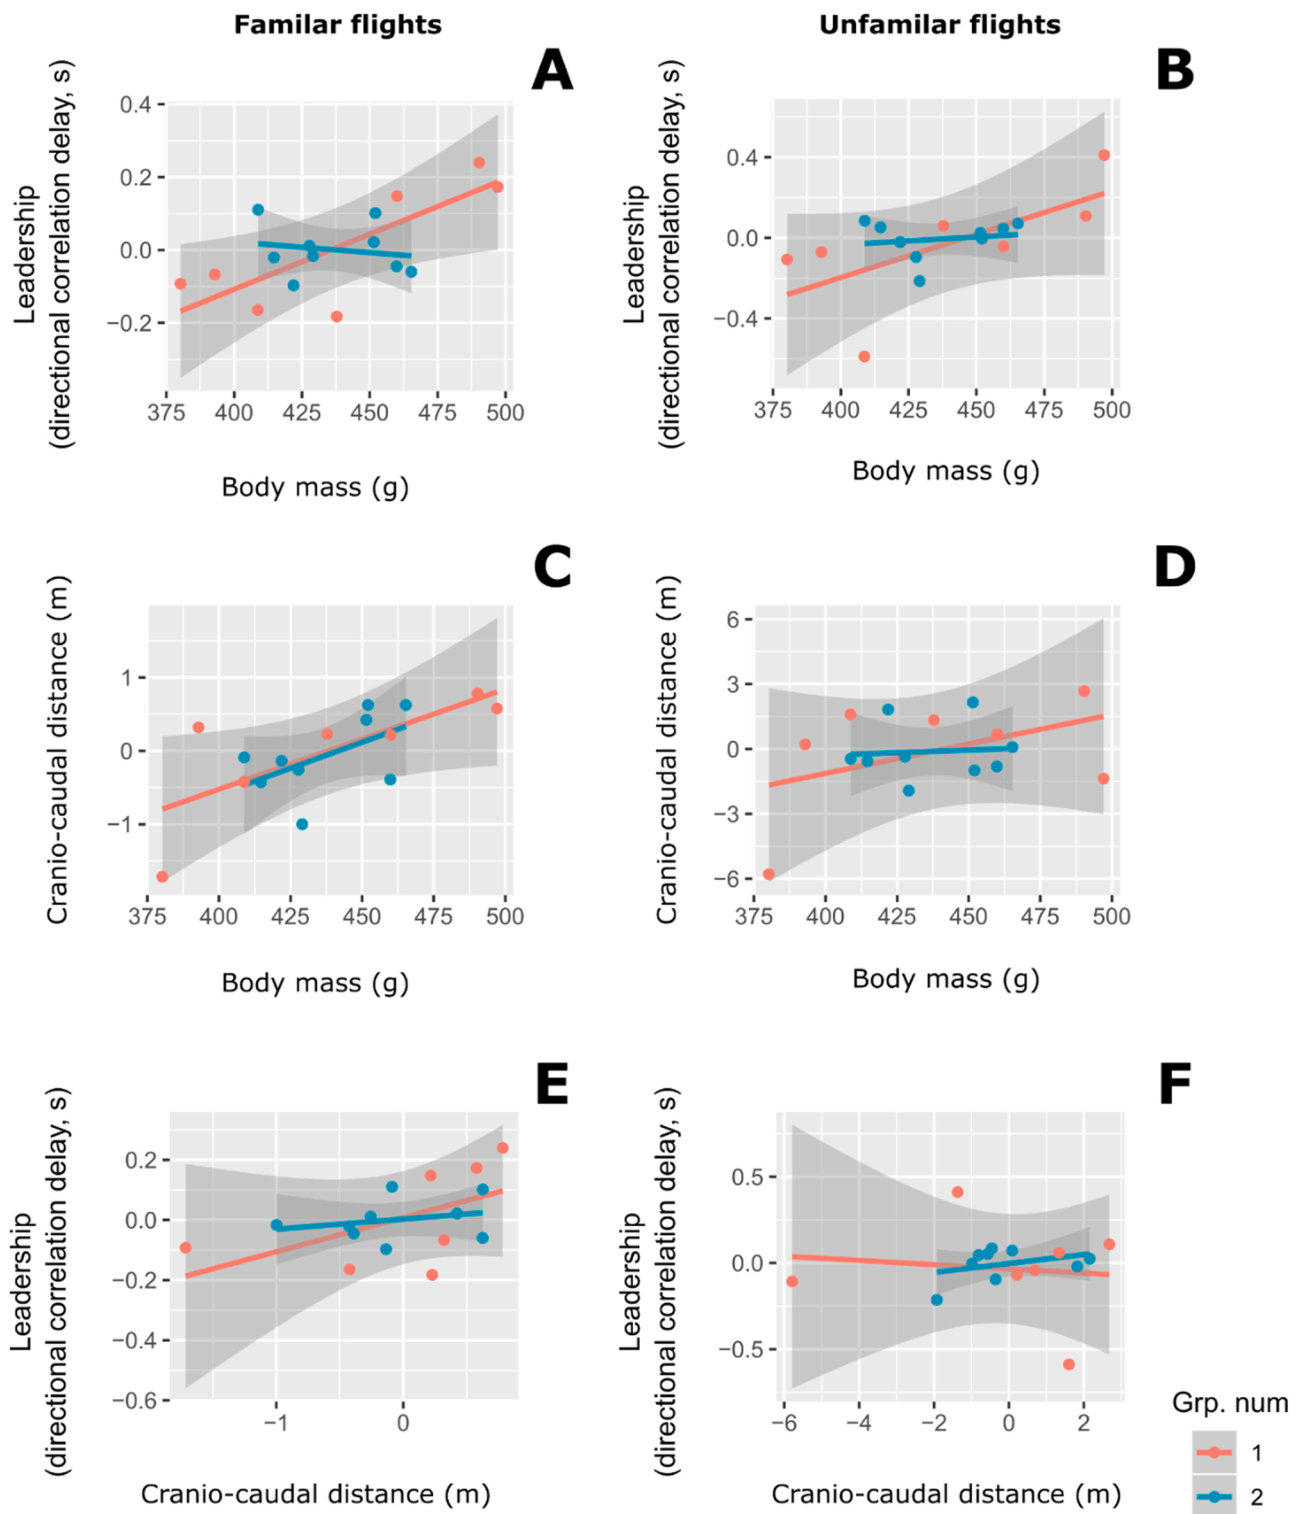 Familar flights
Unfamilar flights
A
B
Leadership
(directional correlation delay, s)
0.4
0.2
0.0
−0.2
375 400 425 450 475 500
Body mass (g)
Leadership
(directional correlation delay, s)
0.4
0.0
−0.4
375 400 425 450 475 500
Body mass (g)
C
D
Cranio-caudal distance (m)
1
0
−1
375 400 425 450 475 500
Body mass (g)
Cranio-caudal distance (m)
6
3
0
−3
−6
375 400 425 450 475 500
Body mass (g)
E
F
Leadership
(directional correlation delay, s)
0.2
0.0
−0.2
−0.4
−0.6
−1 0
Cranio-caudal distance (m)
Leadership
(directional correlation delay, s)
0.5
0.0
−0.5
−6 −4 −2 0 2
Cranio-caudal distance (m)
Grp. num
1
2